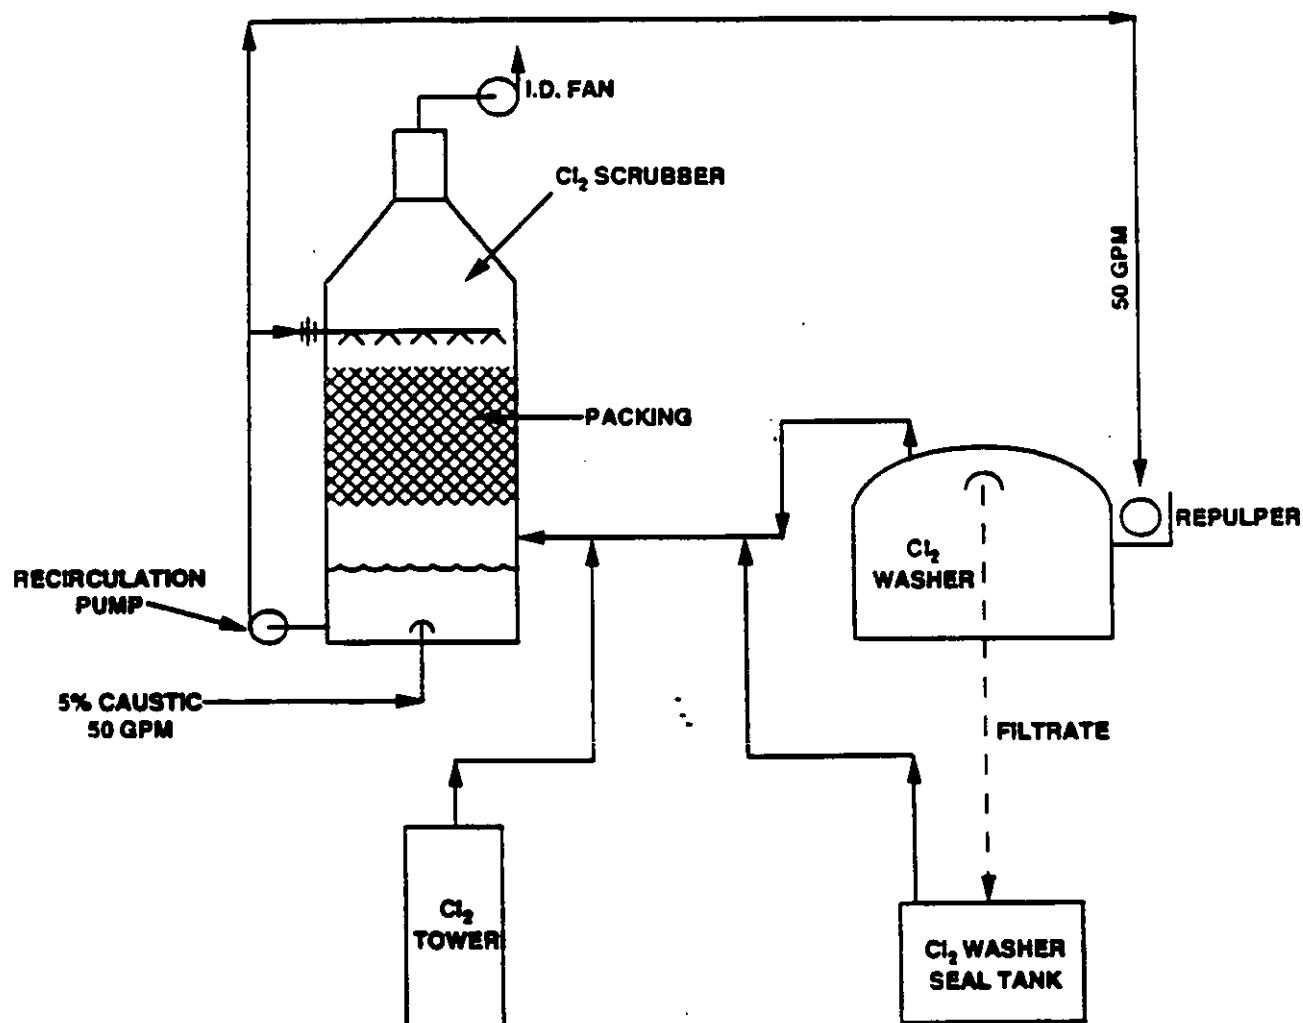 I.D. FAN
Cl₂ SCRUBBER
50 GPM
PACKING
REPULPER
Cl₂
WASHER
RECIRCULATION
PUMP
5% CAUSTIC
50 GPM
FILTRATE
Cl₂
TOWER
Cl₂ WASHER
SEAL TANK